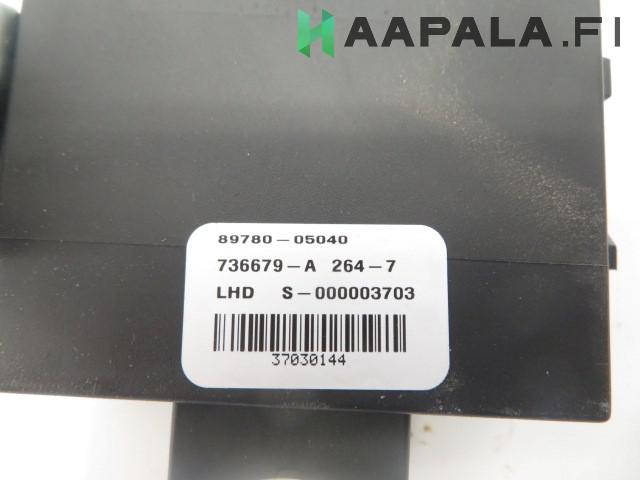 HAAPALA.FI
89780-05040
736679-A 264-7
LHD S-000003703
37030144